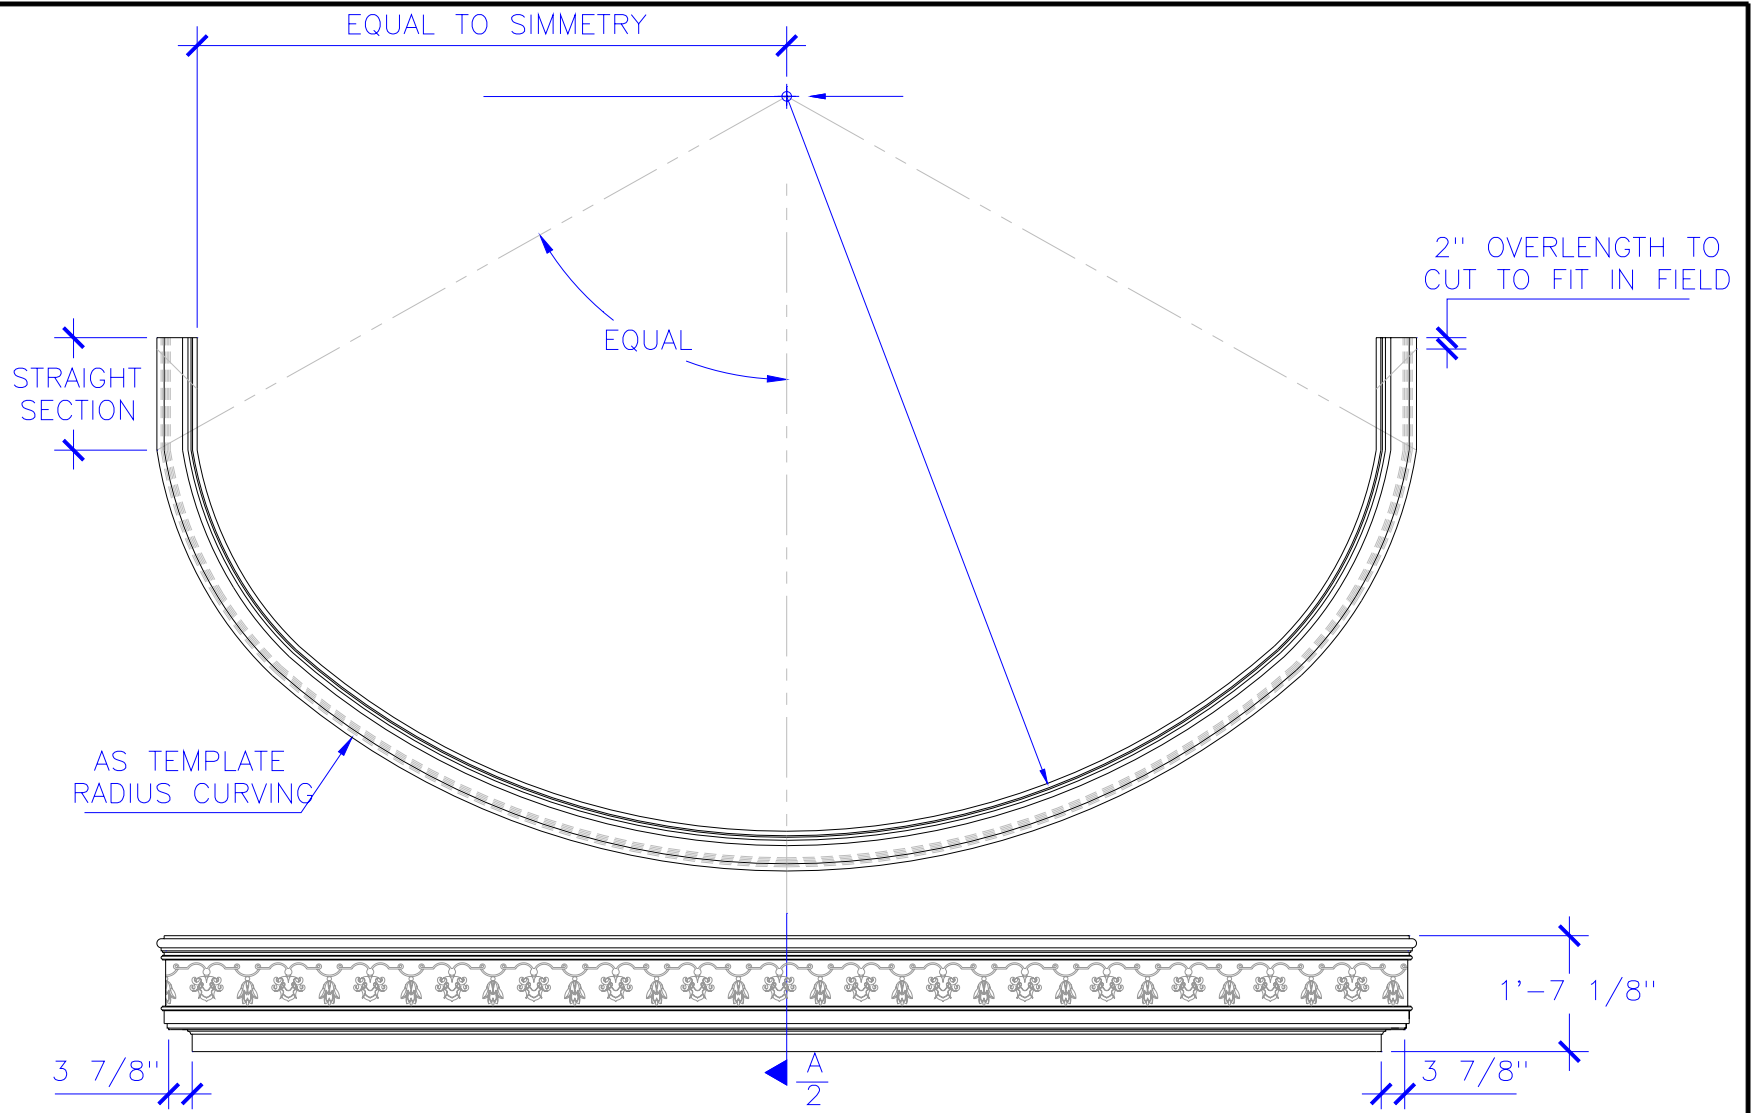 EQUAL TO SIMMETRY
2" OVERLENGTH TO
CUT TO FIT IN FIELD
EQUAL
STRAIGHT
SECTION
AS TEMPLATE
RADIUS CURVING
1'-7 1/8"
3 7/8"
A
2
3 7/8"